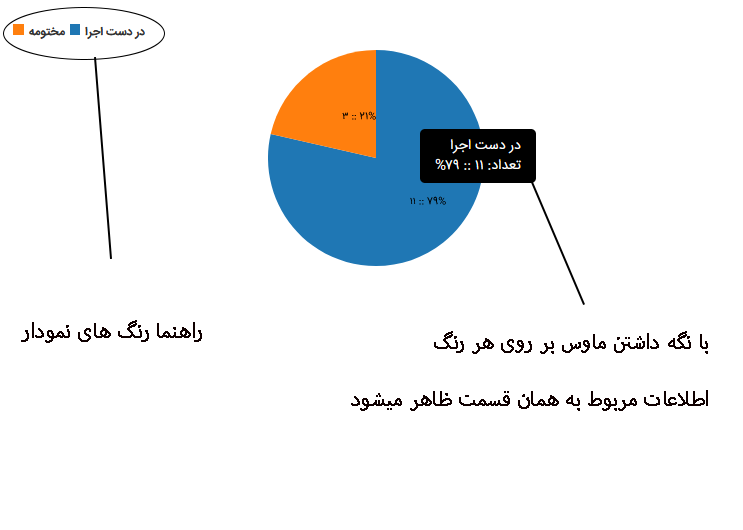 در دست اجرا مختومه
۳ :: ۲۱%
در دست اجرا
تعداد: ۱۱ :: ۷۹%
۱۱ :: ۷۹%
راهنما رنگ های نمودار
با نگه داشتن ماوس بر روی هر رنگ
اطلاعات مربوط به همان قسمت ظاهر میشود